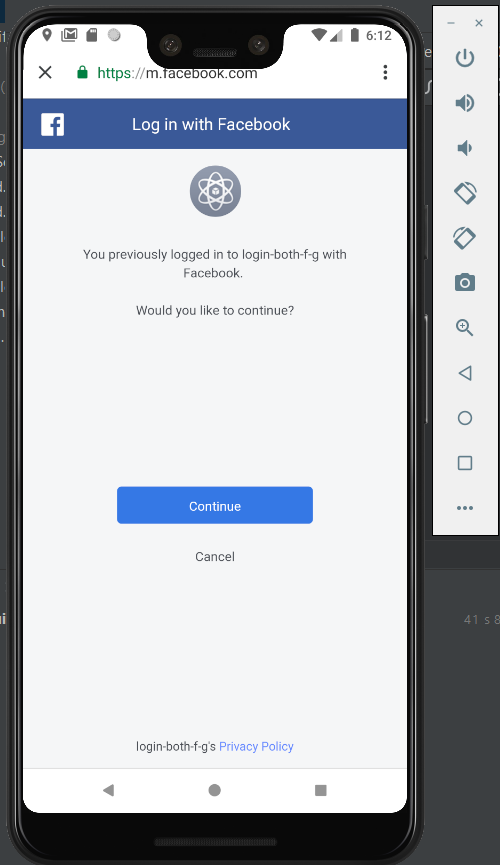 6:12
https://m.facebook.com
Log in with Facebook
You previously logged in to login-both-f-g with
Facebook.
Would you like to continue?
Continue
Cancel
41 s 8
login-both-f-g's Privacy Policy